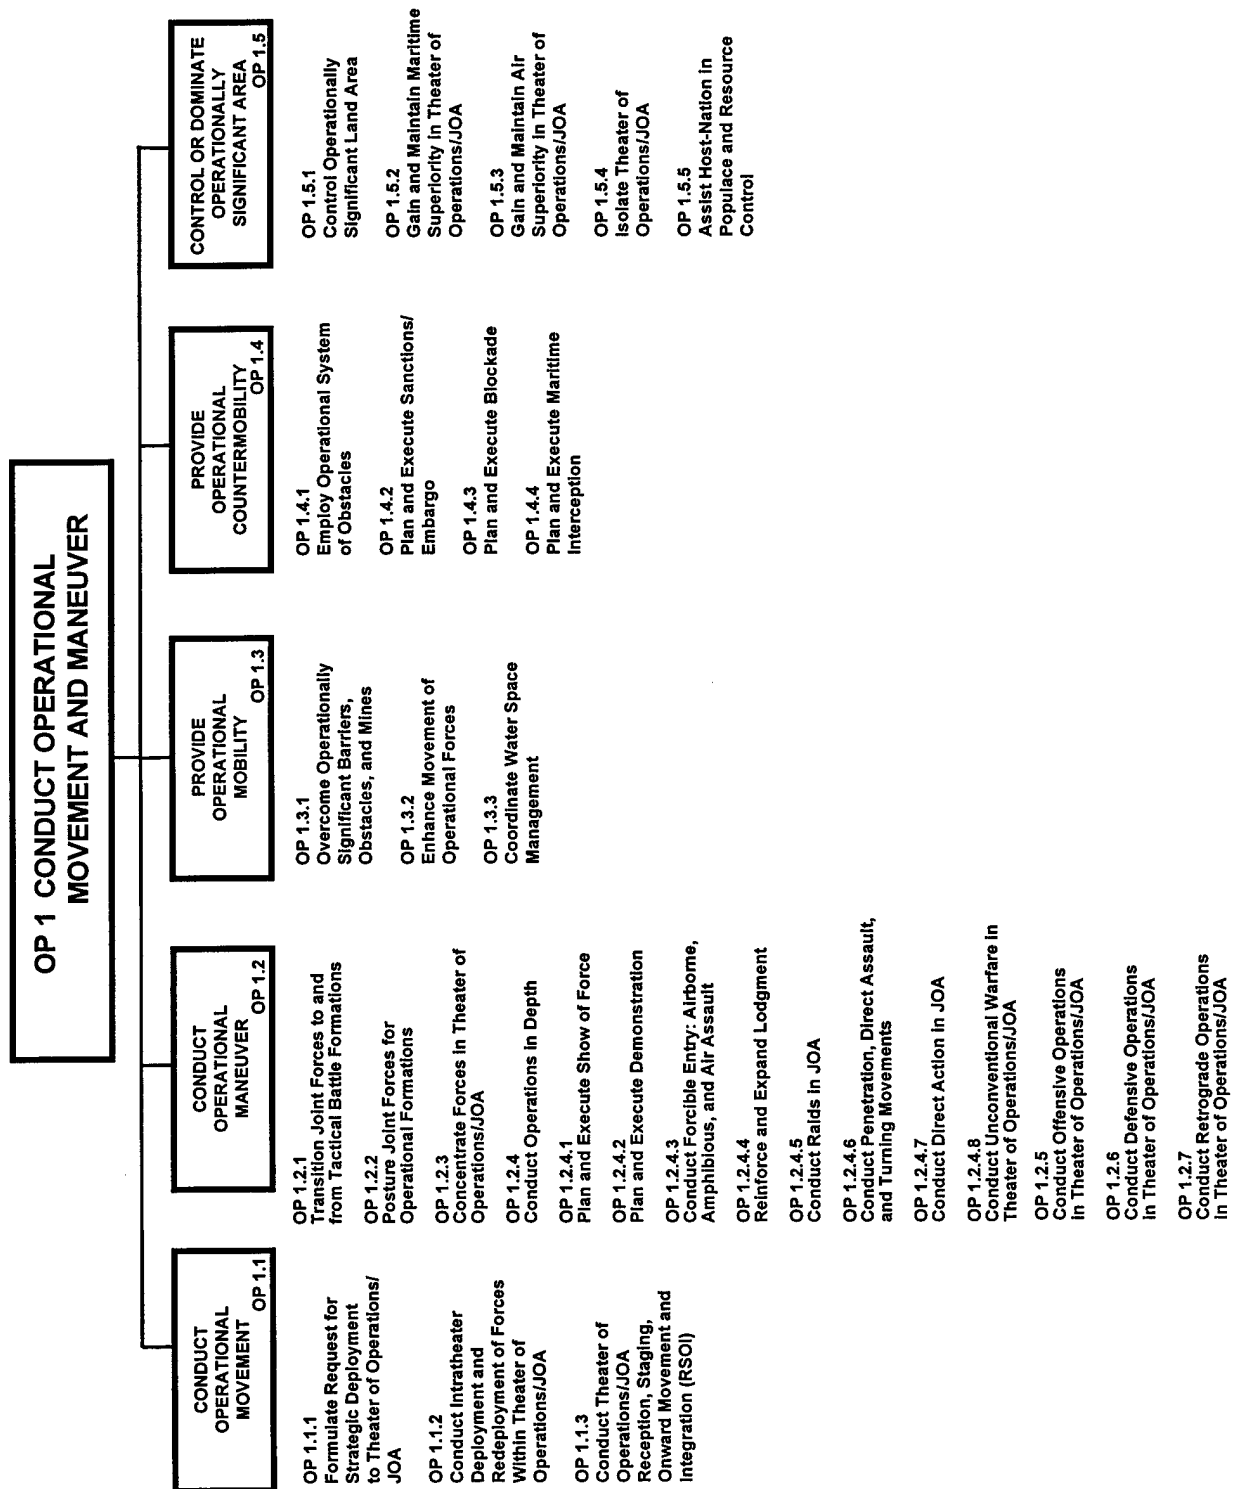 OP 1 CONDUCT OPERATIONAL
MOVEMENT AND MANEUVER
CONDUCT
OPERATIONAL
MOVEMENT
OP 1.1
OP 1.1.1
Formulate Request for
Strategic Deployment
to Theater of Operations/
JOA
OP 1.1.2
Conduct Intratheater
Deployment and
Redeployment of Forces
Within Theater of
Operations/JOA
OP 1.1.3
Conduct Theater of
Operations/JOA
Reception, Staging,
Onward Movement and
Integration (RSOI)
CONDUCT
OPERATIONAL
MANEUVER
OP 1.2
OP 1.2.1
Transition Joint Forces to and
from Tactical Battle Formations
OP 1.2.2
Posture Joint Forces for
Operational Formations
OP 1.2.3
Concentrate Forces in Theater of
Operations/JOA
OP 1.2.4
Conduct Operations in Depth
OP 1.2.4.1
Plan and Execute Show of Force
OP 1.2.4.2
Plan and Execute Demonstration
OP 1.2.4.3
Conduct Forcible Entry: Airborne,
Amphibious, and Air Assault
OP 1.2.4.4
Reinforce and Expand Lodgment
OP 1.2.4.5
Conduct Raids in JOA
OP 1.2.4.6
Conduct Penetration, Direct Assault,
and Turning Movements
OP 1.2.4.7
Conduct Direct Action in JOA
OP 1.2.4.8
Conduct Unconventional Warfare in
Theater of Operations/JOA
OP 1.2.5
Conduct Offensive Operations
in Theater of Operations/JOA
OP 1.2.6
Conduct Defensive Operations
in Theater of Operations/JOA
OP 1.2.7
Conduct Retrograde Operations
in Theater of Operations/JOA
PROVIDE
OPERATIONAL
MOBILITY
OP 1.3
OP 1.3.1
Overcome Operationally
Significant Barriers,
Obstacles, and Mines
OP 1.3.2
Enhance Movement of
Operational Forces
OP 1.3.3
Coordinate Water Space
Management
PROVIDE
OPERATIONAL
COUNTERMOBILITY
OP 1.4
OP 1.4.1
Employ Operational System
of Obstacles
OP 1.4.2
Plan and Execute Sanctions/
Embargo
OP 1.4.3
Plan and Execute Blockade
OP 1.4.4
Plan and Execute Maritime
Interception
CONTROL OR DOMINATE
OPERATIONALLY
SIGNIFICANT AREA
OP 1.5
OP 1.5.1
Control Operationally
Significant Land Area
OP 1.5.2
Gain and Maintain Maritime
Superiority in Theater of
Operations/JOA
OP 1.5.3
Gain and Maintain Air
Superiority in Theater of
Operations/JOA
OP 1.5.4
Isolate Theater of
Operations/JOA
OP 1.5.5
Assist Host-Nation in
Populace and Resource
Control